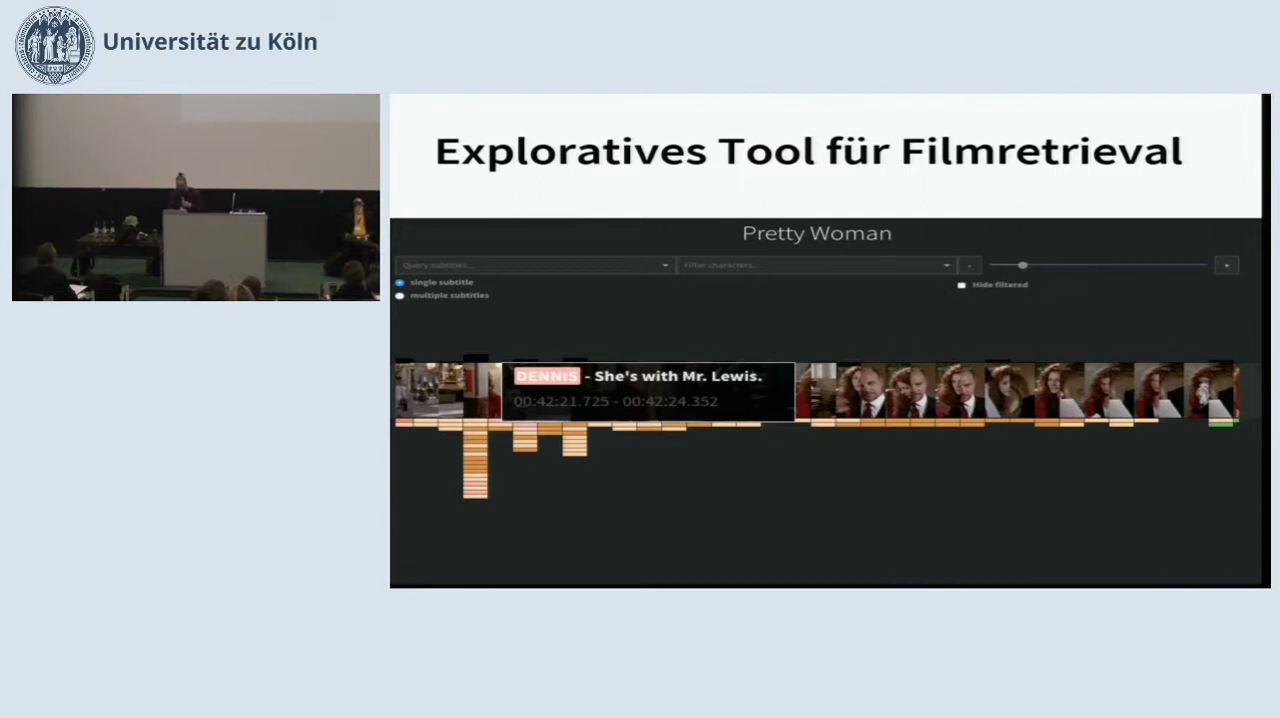 Universität zu Köln
Exploratives Tool für Filmretrieval
Pretty Woman
Query subtitles...
Filter characters...
-
single subtitle
multiple subtitles
Hide filtered
DENNIS - She's with Mr. Lewis.
00:42:21.725 - 00:42:24.352